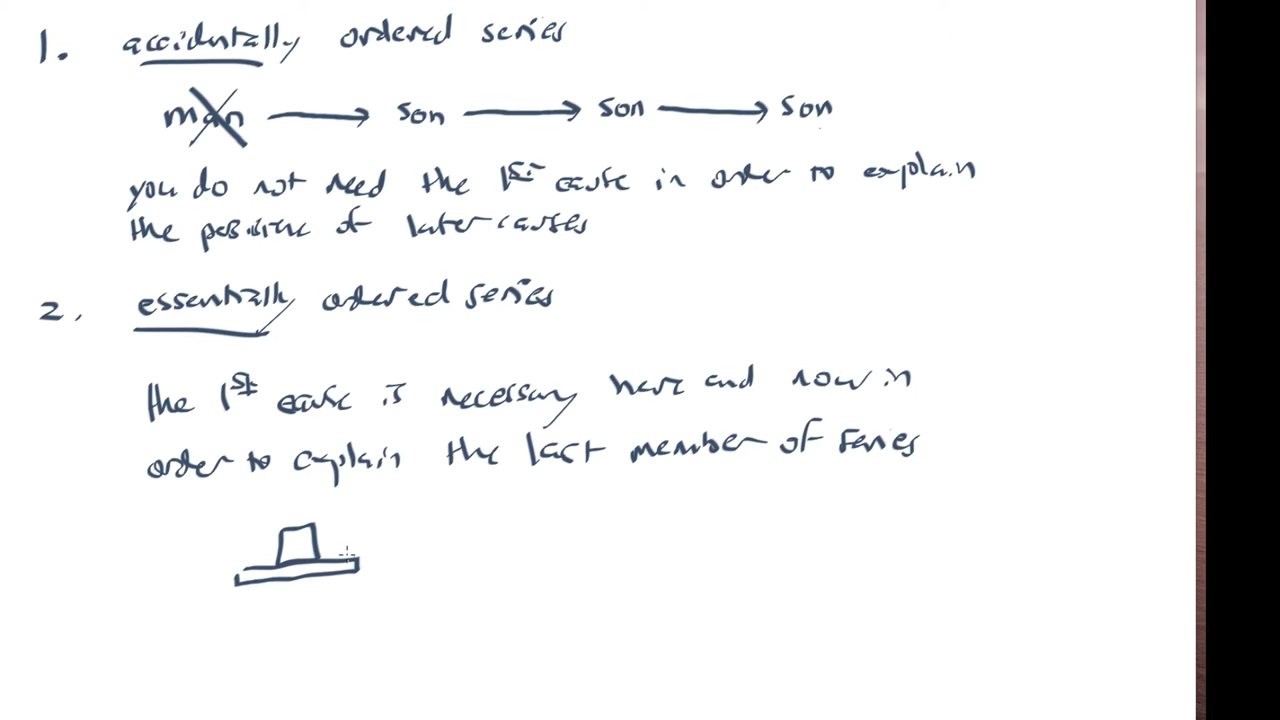 1. accidentally ordered series
man → son → son → son
you do not need the 1st cause in order to explain
the of later causes
2. essentially ordered series
the 1st cause is necessary here and now in
order to explain the last member of series